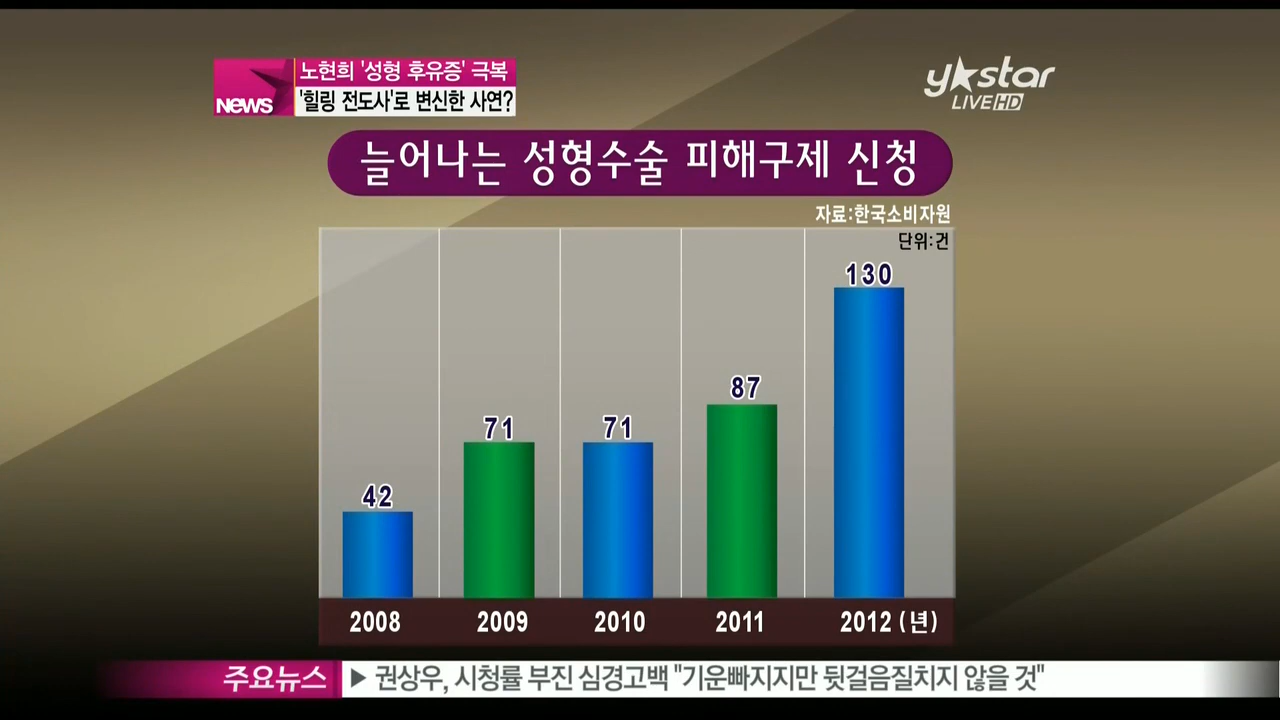 노현희 '성형 후유증' 극복
NEWS
'힐링 전도사'로 변신한 사연?
y★star
LIVE HD
늘어나는 성형수술 피해구제 신청
자료:한국소비자원
단위:건
42
71
71
87
130
2008
2009
2010
2011
2012 (년)
주요뉴스
▶ 권상우, 시청률 부진 심경고백 "기운빠지지만 뒷걸음질치지 않을 것"